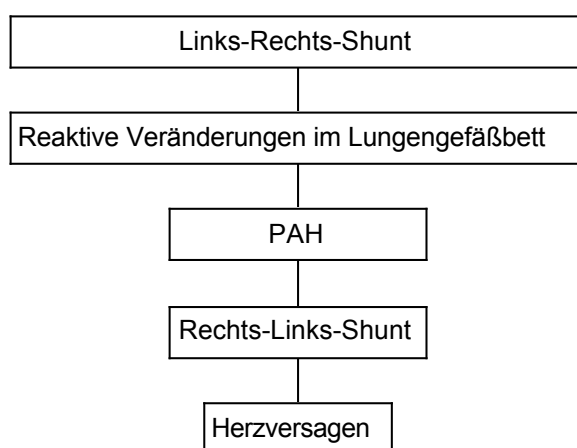 Links-Rechts-Shunt
Reaktive Veränderungen im Lungengefäßbett
PAH
Rechts-Links-Shunt
Herzversagen